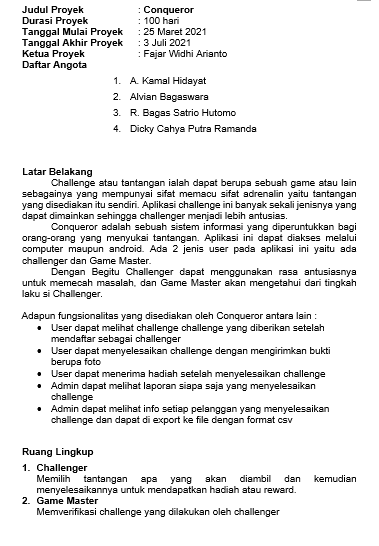 Judul Proyek : Conqueror
Durasi Proyek : 100 hari
Tanggal Mulai Proyek : 25 Maret 2021
Tanggal Akhir Proyek : 3 Juli 2021
Ketua Proyek : Fajar Widhi Arianto
Daftar Angota
1. A. Kamal Hidayat
2. Alvian Bagaswara
3. R. Bagas Satrio Hutomo
4. Dicky Cahya Putra Ramanda
Latar Belakang
Challenge atau tantangan ialah dapat berupa sebuah game atau lain
sebagainya yang mempunyai sifat memacu sifat adrenalin yaitu tantangan
yang disediakan itu sendiri. Aplikasi challenge ini banyak sekali jenisnya yang
dapat dimainkan sehingga challenger menjadi lebih antusias.
Conqueror adalah sebuah sistem informasi yang diperuntukkan bagi
orang-orang yang menyukai tantangan. Aplikasi ini dapat diakses melalui
computer maupun android. Ada 2 jenis user pada aplikasi ini yaitu ada
challenger dan Game Master.
Dengan Begitu Challenger dapat menggunakan rasa antusiasnya
untuk memecah masalah, dan Game Master akan mengetahui dari tingkah
laku si Challenger.
Adapun fungsionalitas yang disediakan oleh Conqueror antara lain :
• User dapat melihat challenge challenge yang diberikan setelah
mendaftar sebagai challenger
• User dapat menyelesaikan challenge dengan mengirimkan bukti
berupa foto
• User dapat menerima hadiah setelah menyelesaikan challenge
• Admin dapat melihat laporan siapa saja yang menyelesaikan
challenge
• Admin dapat melihat info setiap pelanggan yang menyelesaikan
challenge dan dapat di export ke file dengan format csv
Ruang Lingkup
1. Challenger
Memilih tantangan apa yang akan diambil dan kemudian
menyelesaikannya untuk mendapatkan hadiah atau reward.
2. Game Master
Memverifikasi challenge yang dilakukan oleh challenger